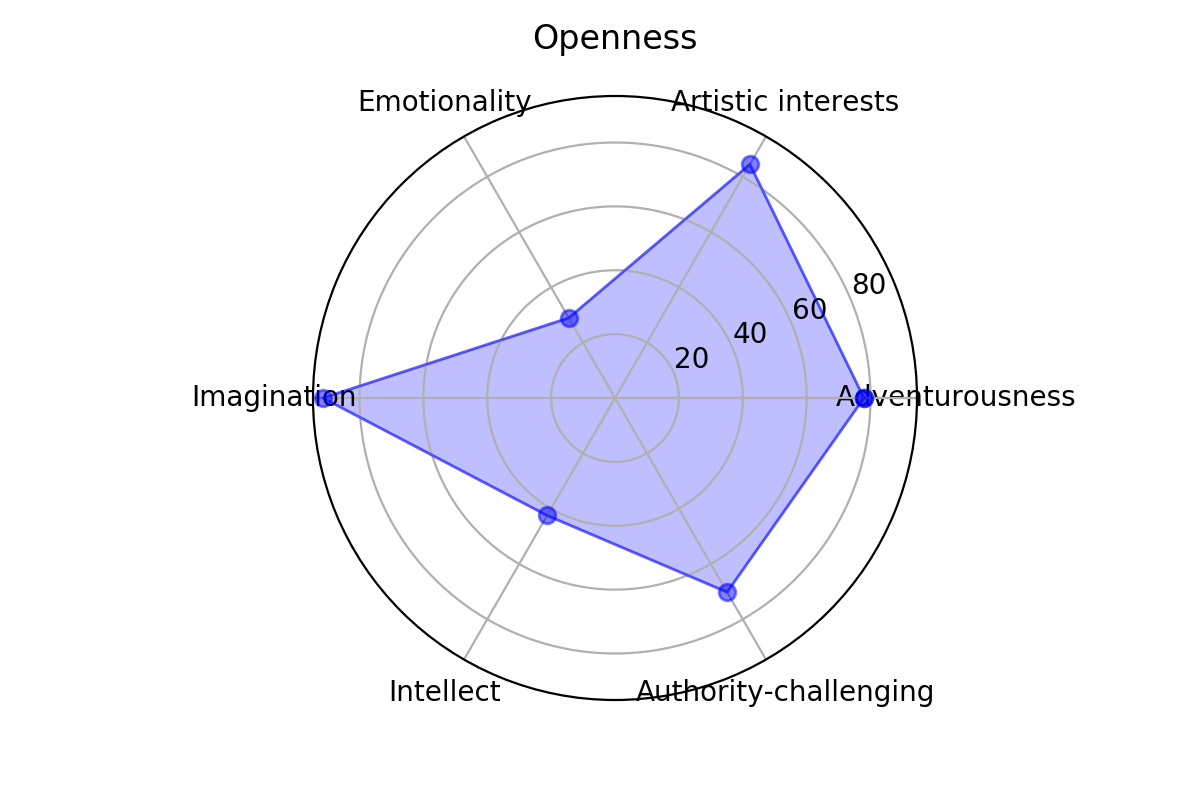 Openness
Emotionality
Artistic interests
80
60
40
20
Imagination
Adventurousness
Intellect
Authority-challenging